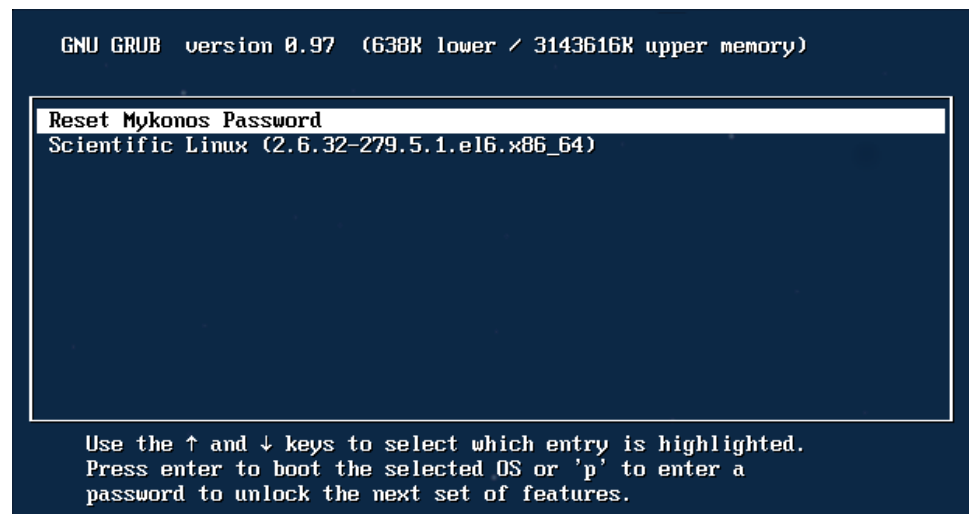 GNU GRUB  version 0.97  (638K lower / 3143616K upper memory)
Reset Mykonos Password
Scientific Linux (2.6.32-279.5.1.el6.x86_64)
Use the ↑ and ↓ keys to select which entry is highlighted.
Press enter to boot the selected OS or 'p' to enter a
password to unlock the next set of features.